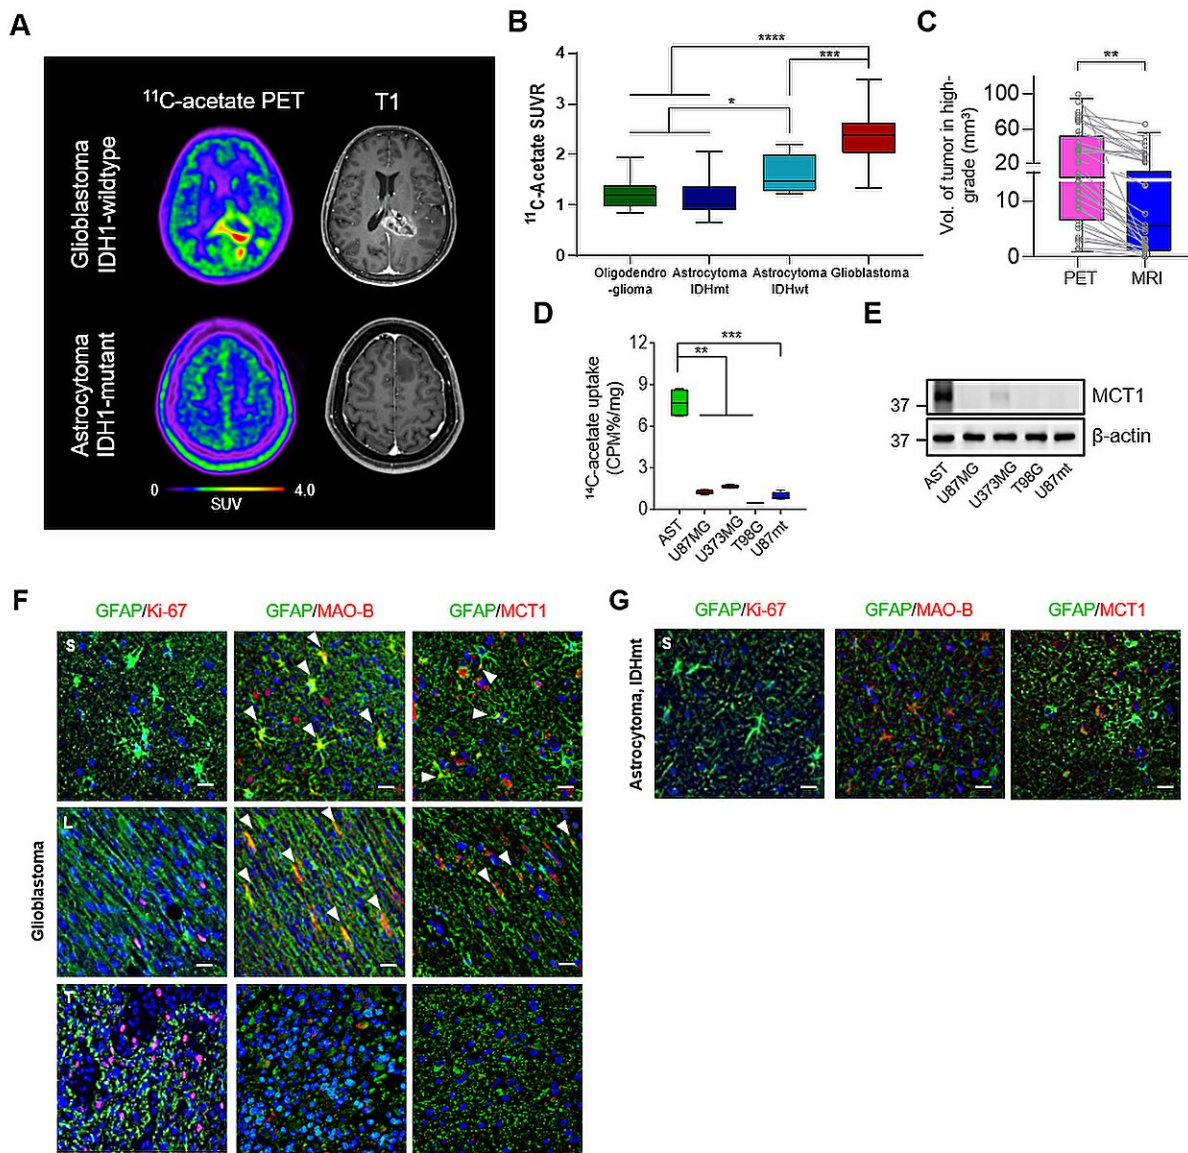 A
¹¹C-acetate PET
T1
Glioblastoma
IDH1-wildtype
Astrocytoma
IDH1-mutant
0
4.0
SUV
B
¹¹C-Acetate SUVR
4
3
2
1
0
****
***
*
Oligodendro
-glioma
Astrocytoma
IDHmt
Astrocytoma
IDHwt
Glioblastoma
C
Vol. of tumor in high-
grade (mm³)
**
100
60
20
10
0
PET
MRI
D
¹⁴C-acetate uptake
(CPM%/mg)
12
9
6
3
0
***
**
AST
U87MG
U373MG
T98G
U87mt
E
37
MCT1
37
β-actin
AST
U87MG
U373MG
T98G
U87mt
F
GFAP/Ki-67
GFAP/MAO-B
GFAP/MCT1
Glioblastoma
S
L
T
G
GFAP/Ki-67
GFAP/MAO-B
GFAP/MCT1
Astrocytoma, IDHmt
S